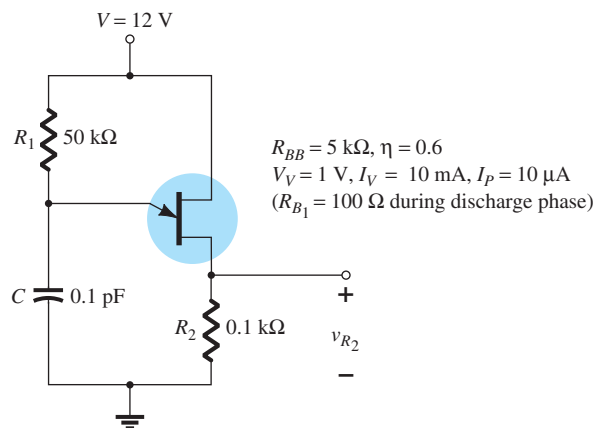 V = 12 V
R1 50 kΩ
RBB = 5 kΩ, η = 0.6
VV = 1 V, IV = 10 mA, IP = 10 μA
(RB1 = 100 Ω during discharge phase)
C 0.1 pF
+
R2 0.1 kΩ
vR2
–